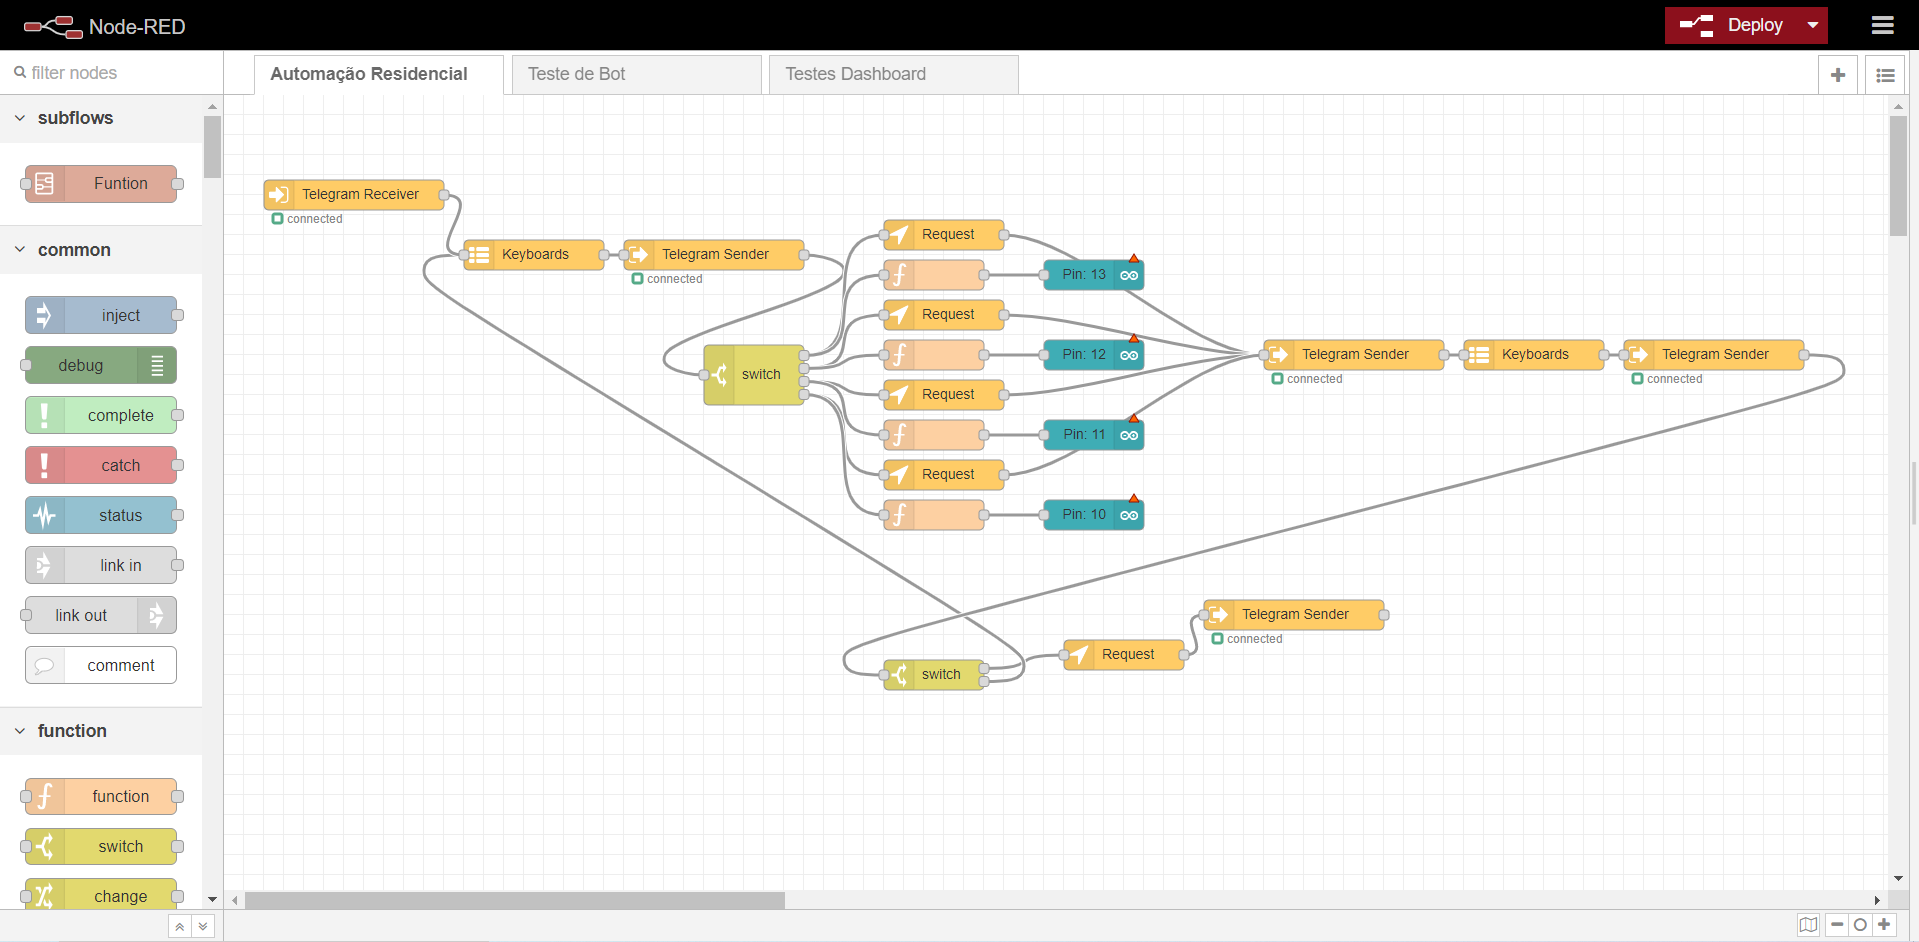 Node-RED
Deploy
filter nodes
Automação Residencial
Teste de Bot
Testes Dashboard
subflows
Funtion
common
inject
debug
complete
catch
status
link in
link out
comment
function
function
switch
change
Telegram Receiver
connected
Keyboards
Telegram Sender
connected
switch
Request
Pin: 13
Request
Pin: 12
Request
Pin: 11
Request
Pin: 10
Telegram Sender
connected
Keyboards
Telegram Sender
connected
switch
Request
Telegram Sender
connected